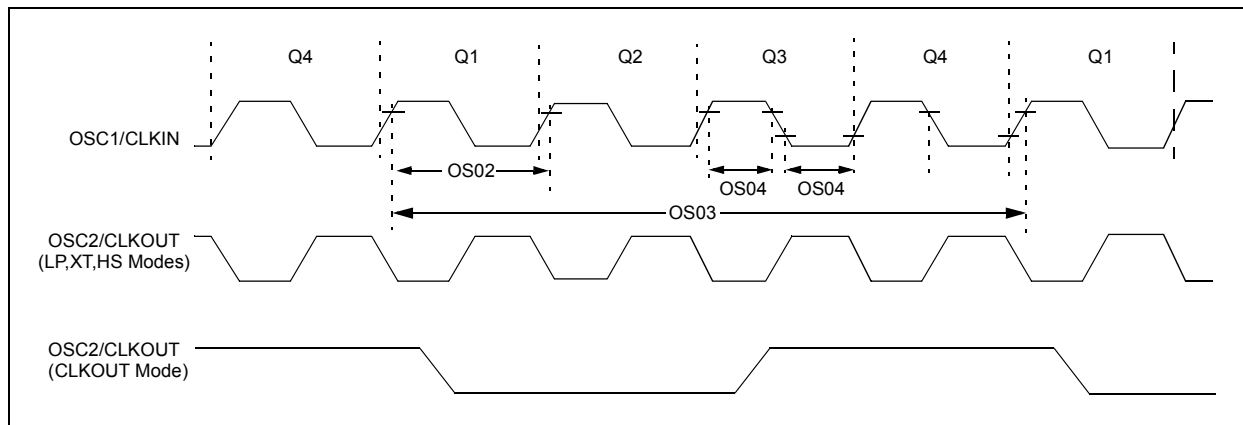 Q4 Q1 Q2 Q3 Q4 Q1
OSC1/CLKIN
OS02
OS04 OS04
OS03
OSC2/CLKOUT
(LP,XT,HS Modes)
OSC2/CLKOUT
(CLKOUT Mode)